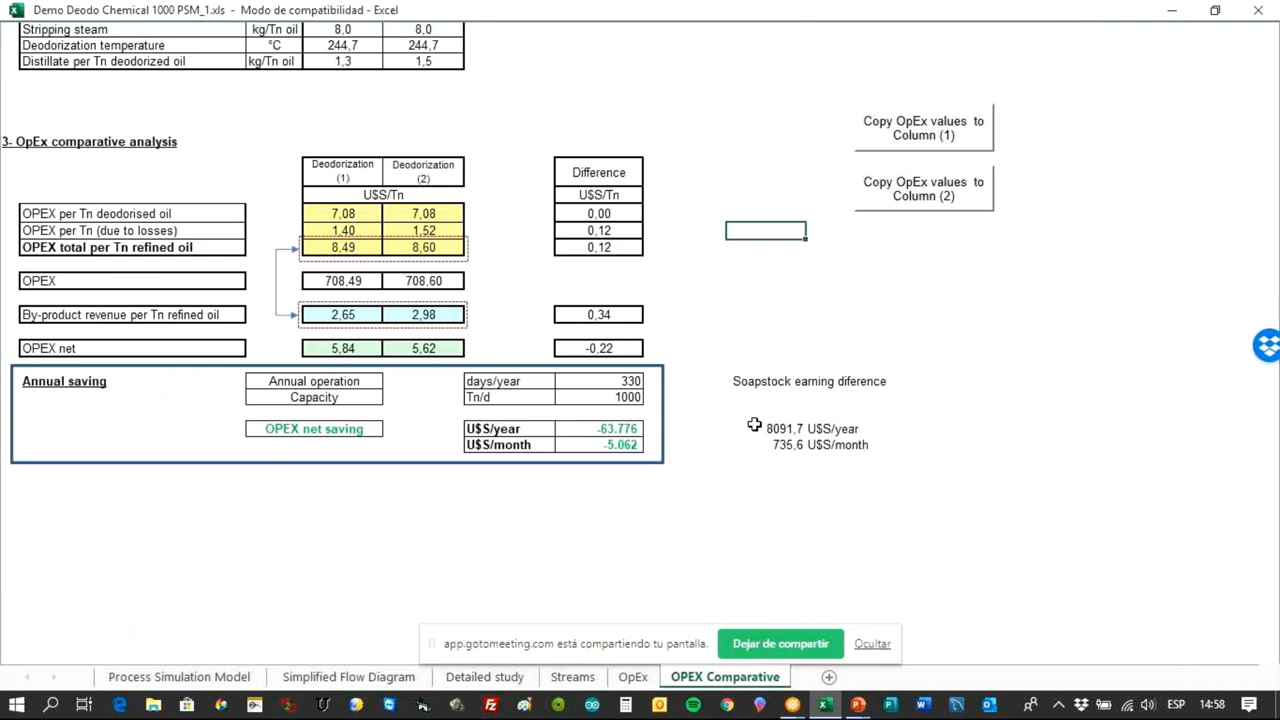 Demo Deodo Chemical 1000 PSM_1.xls - Modo de compatibilidad - Excel
Stripping steam kg/Tn oil 8,0 8,0
Deodorization temperature °C 244,7 244,7
Distillate per Tn deodorized oil kg/Tn oil 1,3 1,5
Copy OpEx values to
Column (1)
3- OpEx comparative analysis
Deodorization Deodorization Difference
(1) (2)
U$S/Tn U$S/Tn
Copy OpEx values to
Column (2)
OPEX per Tn deodorised oil 7,08 7,08 0,00
OPEX per Tn (due to losses) 1,40 1,52 0,12
OPEX total per Tn refined oil 8,49 8,60 0,12
OPEX 708,49 708,60
By-product revenue per Tn refined oil 2,65 2,98 0,34
OPEX net 5,84 5,62 -0,22
Annual saving Annual operation days/year 330 Soapstock earning diference
Capacity Tn/d 1000
OPEX net saving U$S/year -63.776 8091,7 U$S/year
U$S/month -5.062 735,6 U$S/month
app.gotomeeting.com está compartiendo tu pantalla. Dejar de compartir Ocultar
Process Simulation Model Simplified Flow Diagram Detailed study Streams OpEx OPEX Comparative
ESP 14:58